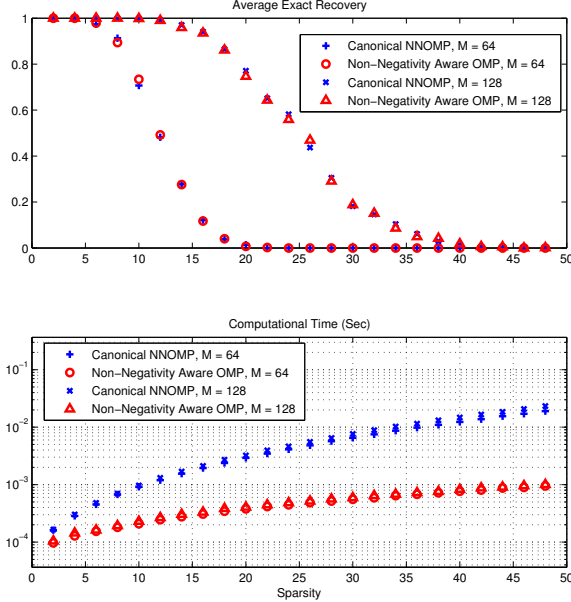 Average Exact Recovery
1
0.8
0.6
0.4
0.2
0
0 5 10 15 20 25 30 35 40 45 50
Canonical NNOMP, M = 64
Non-Negativity Aware OMP, M = 64
Canonical NNOMP, M = 128
Non-Negativity Aware OMP, M = 128
Computational Time (Sec)
10^-1
10^-2
10^-3
10^-4
Canonical NNOMP, M = 64
Non-Negativity Aware OMP, M = 64
Canonical NNOMP, M = 128
Non-Negativity Aware OMP, M = 128
0 5 10 15 20 25 30 35 40 45 50
Sparsity